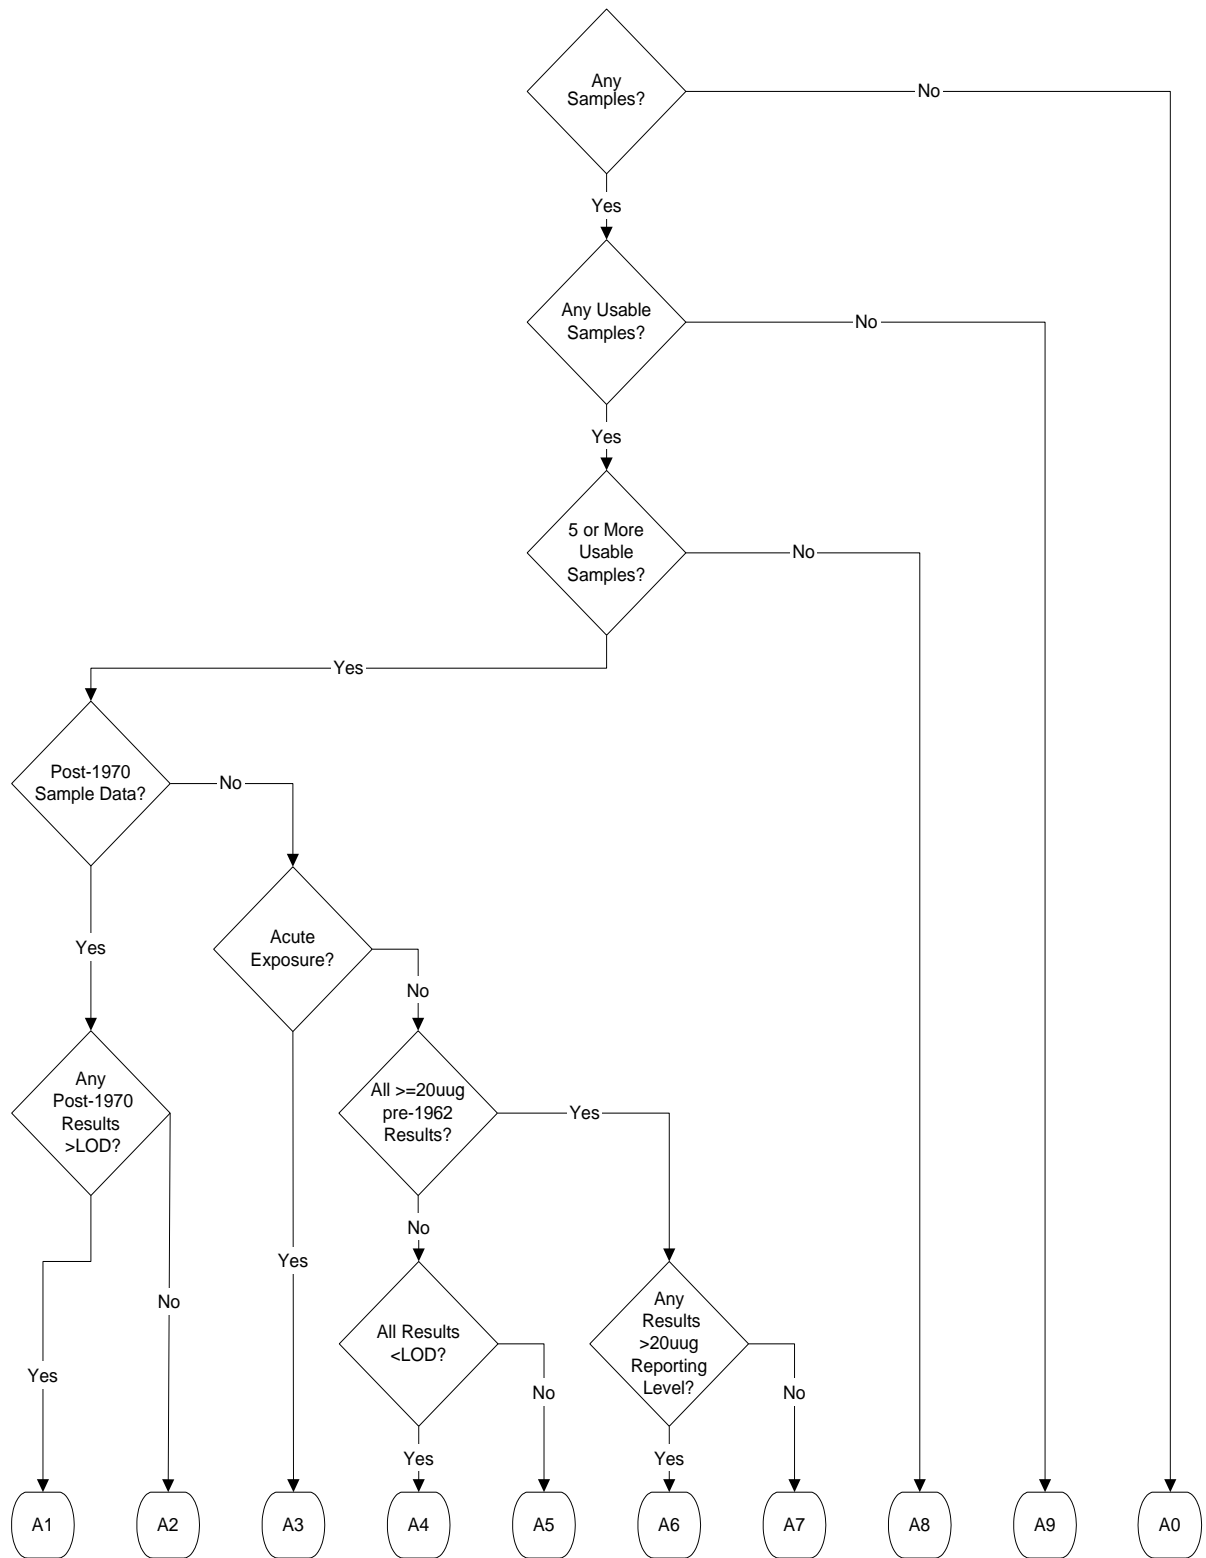 Any
Samples?
No
Yes
Any Usable
Samples?
No
Yes
5 or More
Usable
Samples?
No
Yes
Post-1970
Sample Data?
No
Yes
Acute
Exposure?
No
Yes
Any
Post-1970
Results
>LOD?
Yes
No
All >=20uug
pre-1962
Results?
Yes
No
All Results
<LOD?
No
Yes
Any
Results
>20uug
Reporting
Level?
No
Yes
A1
A2
A3
A4
A5
A6
A7
A8
A9
A0